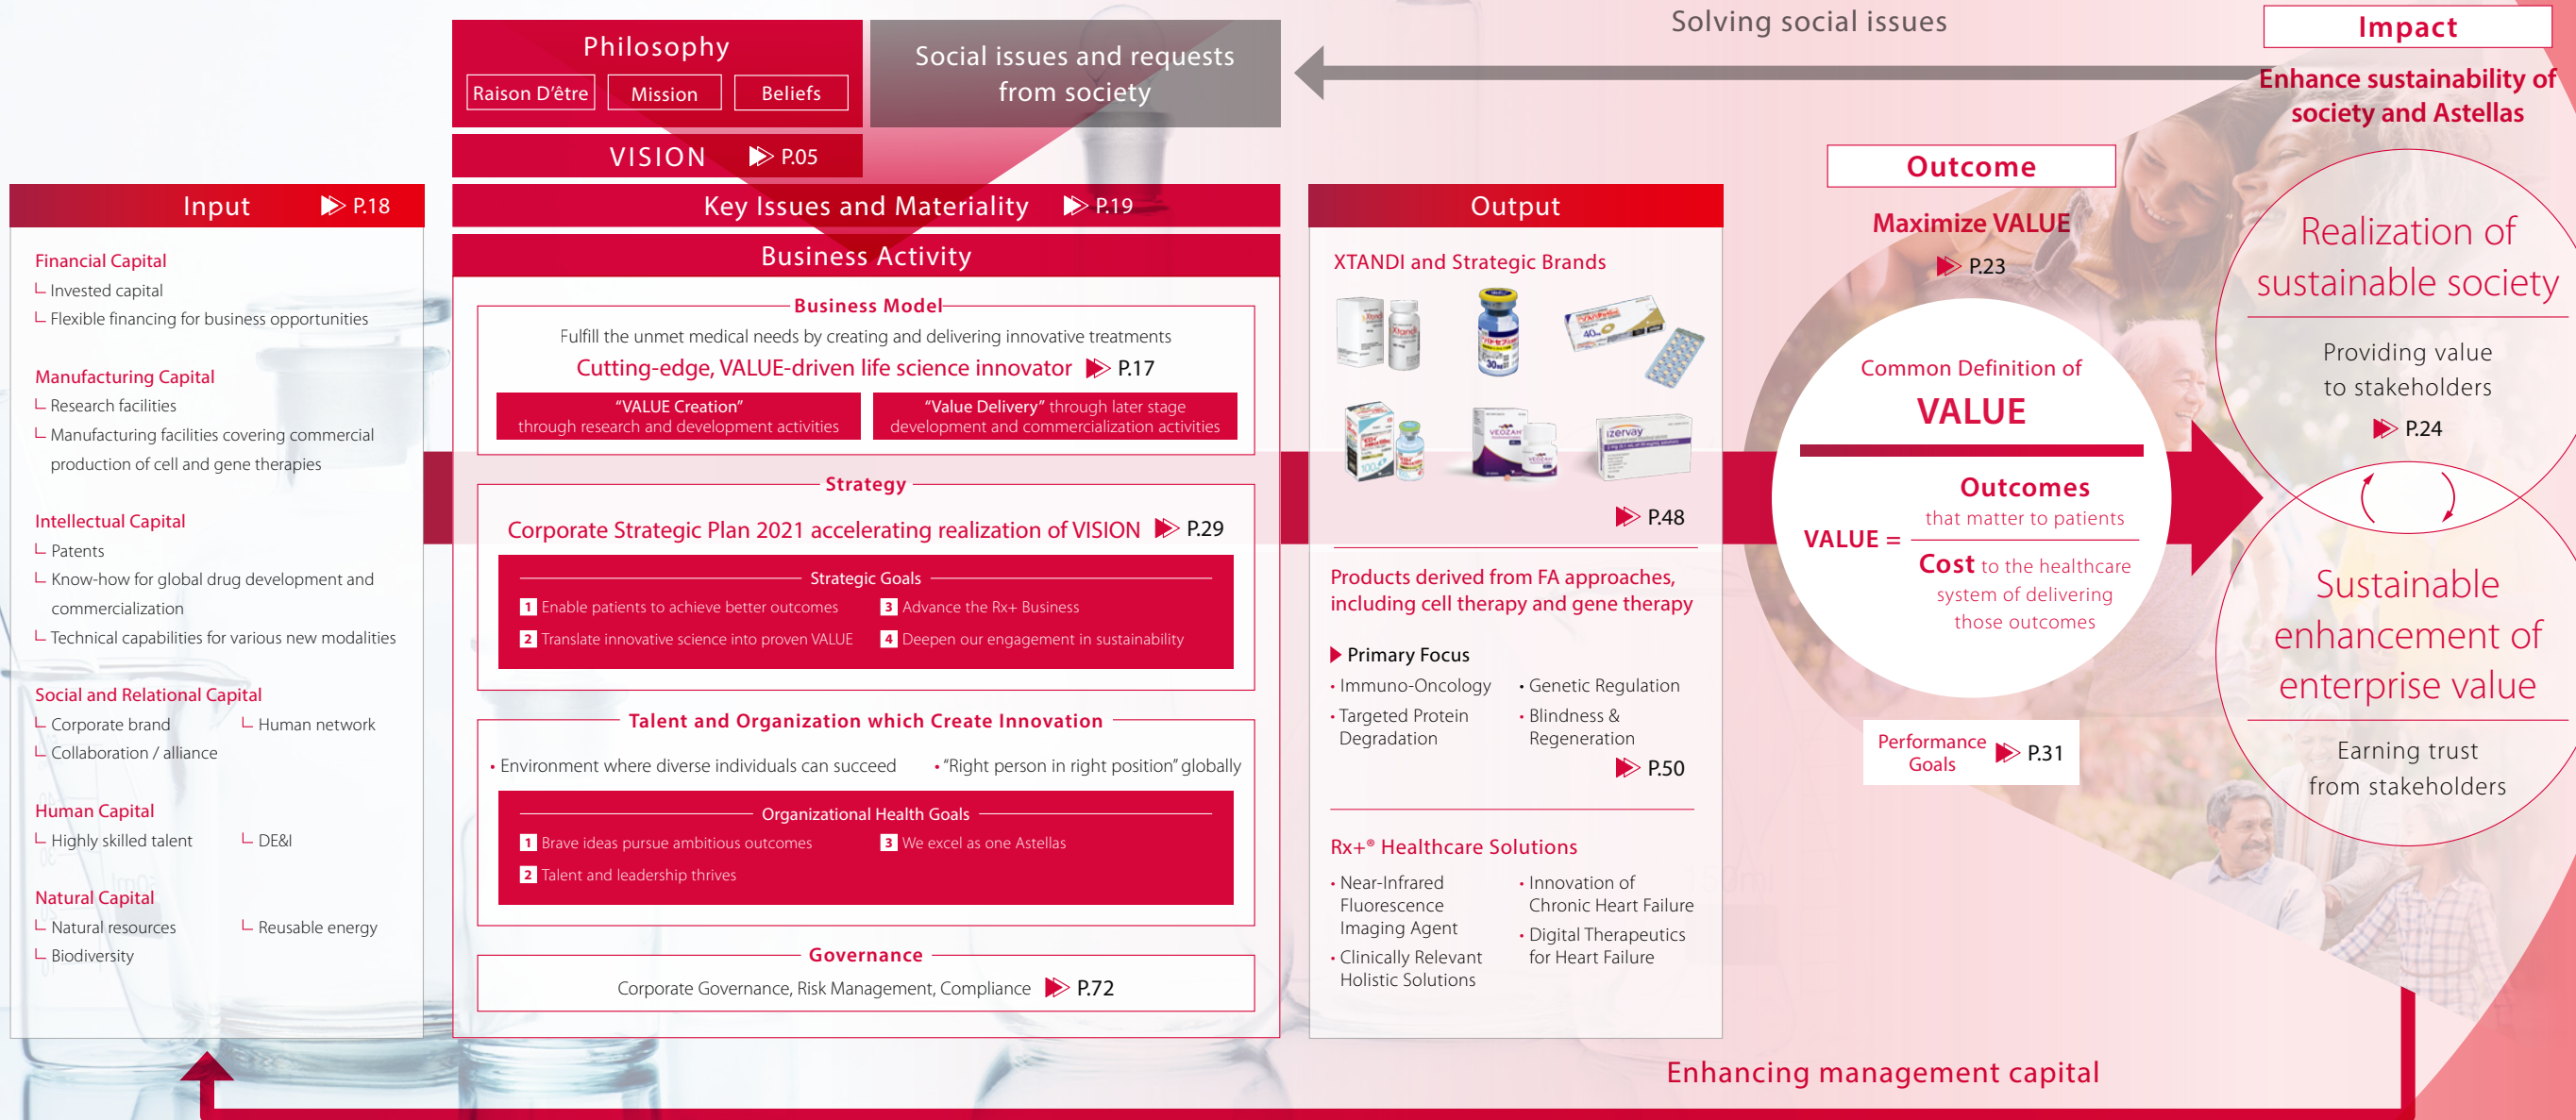 Philosophy
Raison D’être
Mission
Beliefs
Social issues and requests
from society
Solving social issues
Impact
Enhance sustainability of
society and Astellas
VISION P.05
Key Issues and Materiality P.19
Input P.18
Financial Capital
Invested capital
Flexible financing for business opportunities
Manufacturing Capital
Research facilities
Manufacturing facilities covering commercial
production of cell and gene therapies
Intellectual Capital
Patents
Know-how for global drug development and
commercialization
Technical capabilities for various new modalities
Social and Relational Capital
Corporate brand
Human network
Collaboration / alliance
Human Capital
Highly skilled talent
DE&I
Natural Capital
Natural resources
Reusable energy
Biodiversity
Business Activity
Business Model
Fulfill the unmet medical needs by creating and delivering innovative treatments
Cutting-edge, VALUE-driven life science innovator P.17
“VALUE Creation”
through research and development activities
“Value Delivery” through later stage
development and commercialization activities
Strategy
Corporate Strategic Plan 2021 accelerating realization of VISION P.29
Strategic Goals
1 Enable patients to achieve better outcomes
2 Translate innovative science into proven VALUE
3 Advance the Rx+ Business
4 Deepen our engagement in sustainability
Talent and Organization which Create Innovation
• Environment where diverse individuals can succeed
• “Right person in right position” globally
Organizational Health Goals
1 Brave ideas pursue ambitious outcomes
2 Talent and leadership thrives
3 We excel as one Astellas
Governance
Corporate Governance, Risk Management, Compliance P.72
Output
XTANDI and Strategic Brands
Xtandi
30mg
40mg
100mg
VEOZAH
VEOZAH
izervay
P.48
Products derived from FA approaches,
including cell therapy and gene therapy
Primary Focus
• Immuno-Oncology
• Targeted Protein
Degradation
• Genetic Regulation
• Blindness &
Regeneration
P.50
Rx+® Healthcare Solutions
• Near-Infrared
Fluorescence
Imaging Agent
• Clinically Relevant
Holistic Solutions
• Innovation of
Chronic Heart Failure
• Digital Therapeutics
for Heart Failure
Outcome
Maximize VALUE
P.23
Common Definition of
VALUE
VALUE =
Outcomes
that matter to patients
Cost to the healthcare
system of delivering
those outcomes
Performance
Goals P.31
Realization of
sustainable society
Providing value
to stakeholders
P.24
Sustainable
enhancement of
enterprise value
Earning trust
from stakeholders
Enhancing management capital